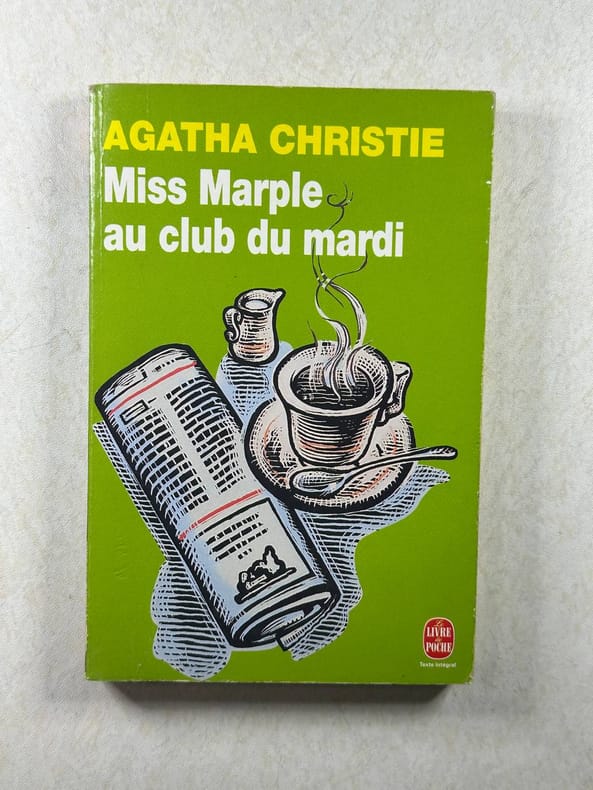 AGATHA CHRISTIE
Miss Marple
au club du mardi
Le
LIVRE
de
POCHE
Texte intégral